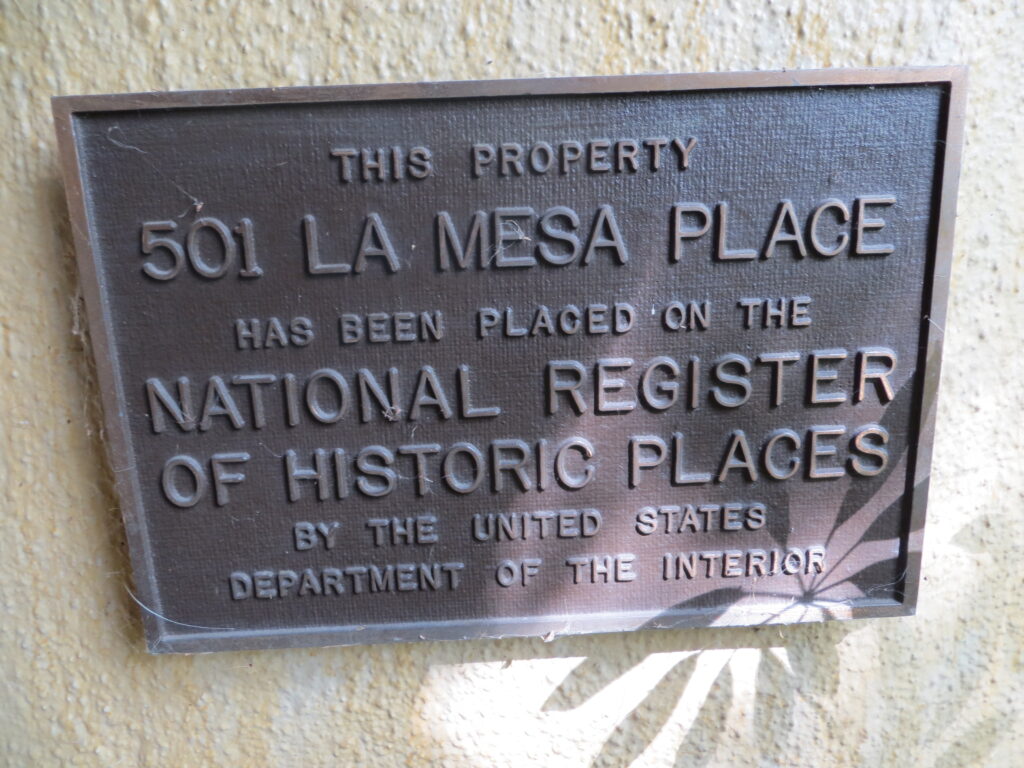 THIS PROPERTY
501 LA MESA PLACE
HAS BEEN PLACED ON THE
NATIONAL REGISTER
OF HISTORIC PLACES
BY THE UNITED STATES
DEPARTMENT OF THE INTERIOR